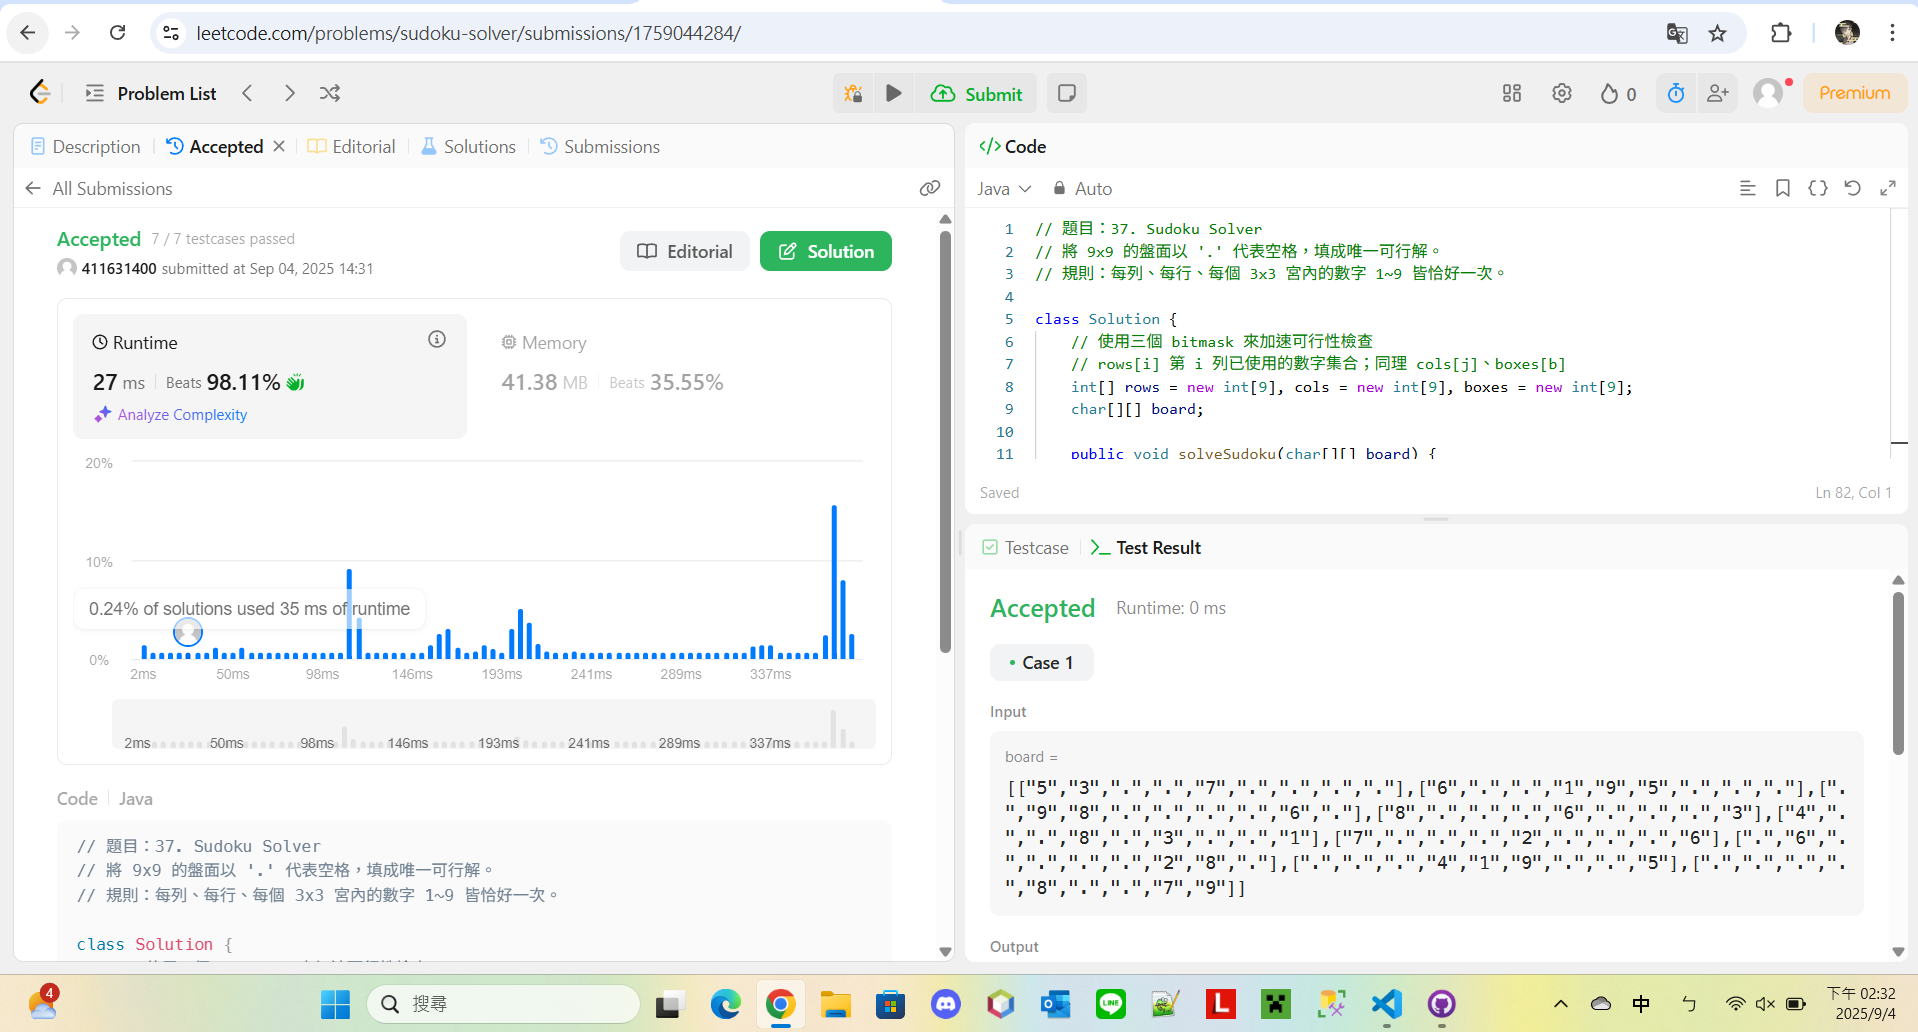 leetcode.com/problems/sudoku-solver/submissions/1759044284/
Problem List
Submit
0
Premium
Description
Accepted
Editorial
Solutions
Submissions
All Submissions
Accepted 7 / 7 testcases passed
411631400 submitted at Sep 04, 2025 14:31
Editorial
Solution
Runtime
27 ms Beats 98.11%
Analyze Complexity
Memory
41.38 MB Beats 35.55%
20%
10%
0%
0.24% of solutions used 35 ms of runtime
2ms 50ms 98ms 146ms 193ms 241ms 289ms 337ms
2ms 50ms 98ms 146ms 193ms 241ms 289ms 337ms
Code Java
// 題目：37. Sudoku Solver
// 將 9x9 的盤面以 '.' 代表空格，填成唯一可行解。
// 規則：每列、每行、每個 3x3 宮內的數字 1~9 皆恰好一次。
class Solution {
Code
Java Auto
1 // 題目：37. Sudoku Solver
2 // 將 9x9 的盤面以 '.' 代表空格，填成唯一可行解。
3 // 規則：每列、每行、每個 3x3 宮內的數字 1~9 皆恰好一次。
4
5 class Solution {
6 // 使用三個 bitmask 來加速可行性檢查
7 // rows[i] 第 i 列已使用的數字集合；同理 cols[j]、boxes[b]
8 int[] rows = new int[9], cols = new int[9], boxes = new int[9];
9 char[][] board;
10
11 public void solveSudoku(char[][] board) {
Saved
Ln 82, Col 1
Testcase
Test Result
Accepted Runtime: 0 ms
Case 1
Input
board =
[["5","3",".",".","7",".",".",".","."],["6",".",".","1","9","5",".",".","."],[".
","9","8",".",".",".",".","6","."],["8",".",".",".","6",".",".",".","3"],["4",".
",".","8",".","3",".",".","1"],["7",".",".",".","2",".",".",".","6"],[".","6",".
",".",".",".","2","8","."],[".",".",".","4","1","9",".",".","5"],[".",".",".",".
","8",".",".","7","9"]]
Output
4
搜尋
LINE
L
中
ㄅ
下午 02:32
2025/9/4